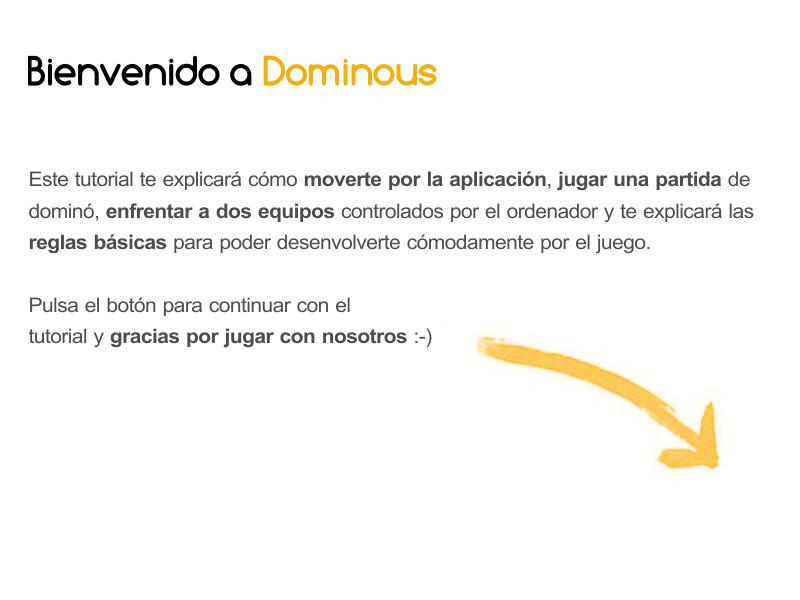 Bienvenido a Dominous
Este tutorial te explicará cómo moverte por la aplicación, jugar una partida de
dominó, enfrentar a dos equipos controlados por el ordenador y te explicará las
reglas básicas para poder desenvolverte cómodamente por el juego.
Pulsa el botón para continuar con el
tutorial y gracias por jugar con nosotros :-)